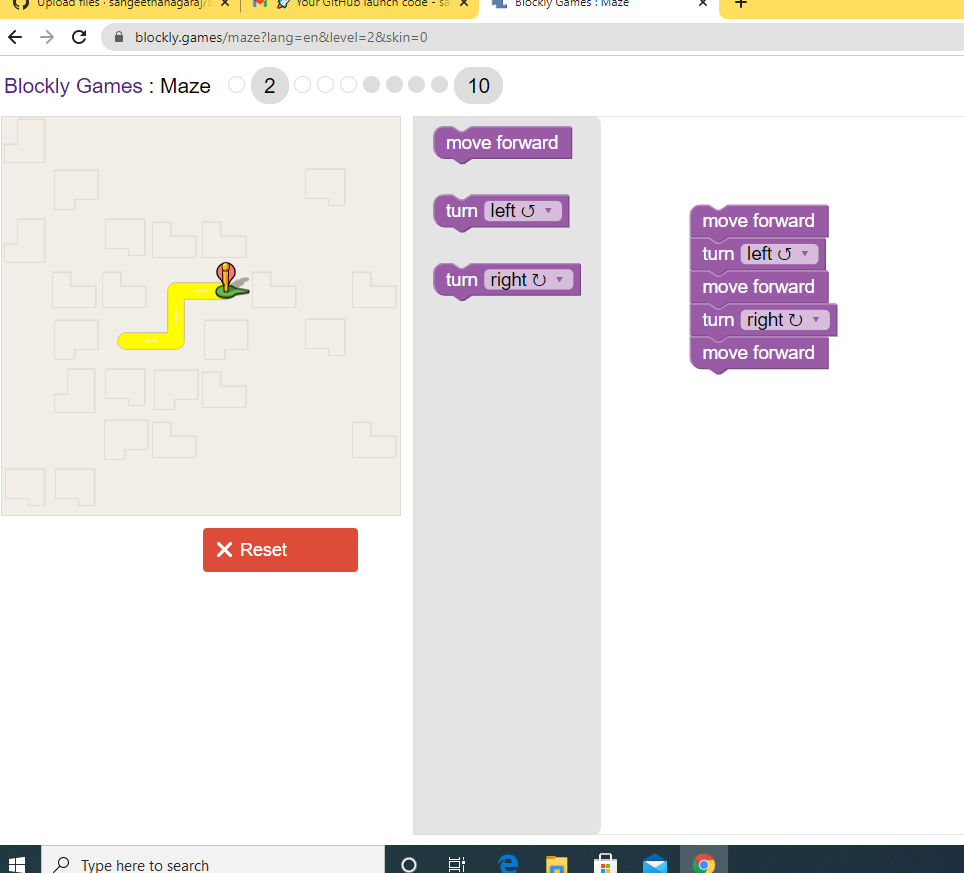 Upload files · sangeethanagaraj/
Your GitHub launch code - sa
Blockly Games : Maze
blockly.games/maze?lang=en&level=2&skin=0
Blockly Games : Maze 2 10
move forward
turn left ↺
turn right ↻
move forward
turn left ↺
move forward
turn right ↻
move forward
Reset
Type here to search